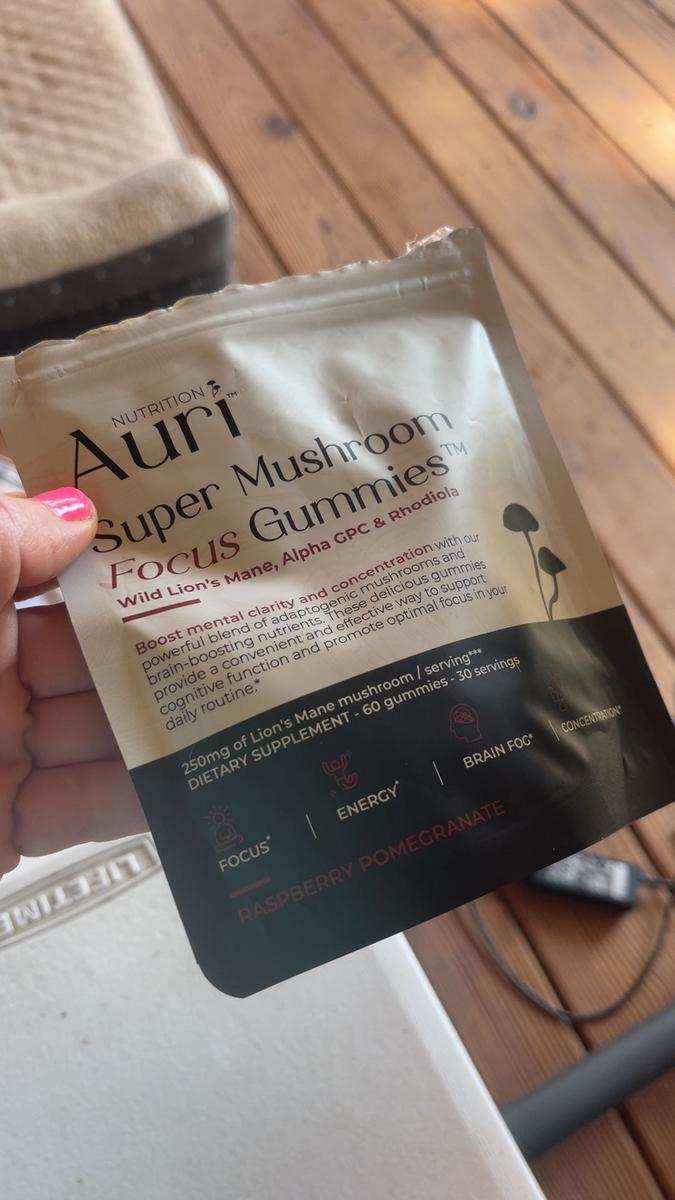 NUTRITION
Auri™
Super Mushroom
Focus Gummies™
Wild Lion's Mane, Alpha GPC & Rhodiola
Boost mental clarity and concentration with our
powerful blend of adaptogenic mushrooms and
brain-boosting nutrients. These delicious gummies
provide a convenient and effective way to support
cognitive function and promote optimal focus in your
daily routine.*
250mg of Lion's Mane mushroom / serving***
DIETARY SUPPLEMENT - 60 gummies - 30 servings
FOCUS* | ENERGY* | BRAIN FOG* | CONCENTRATION*
RASPBERRY POMEGRANATE
LIFETIME